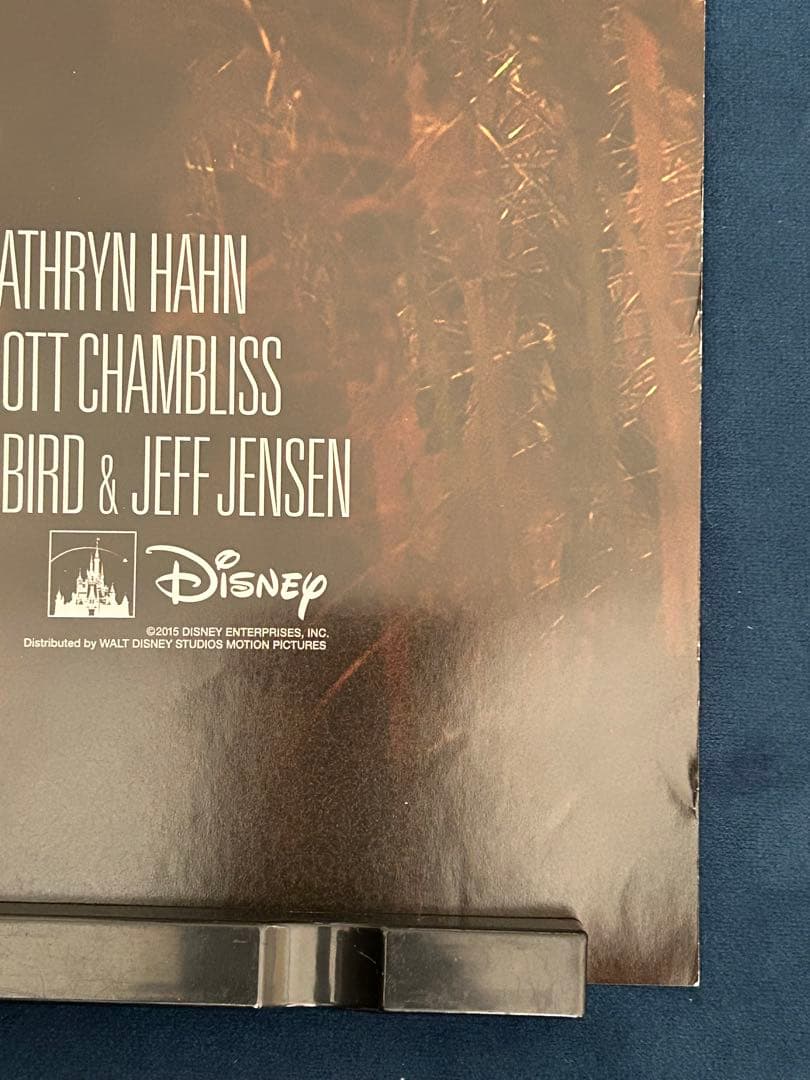 ATHRYN HAHN
OTT CHAMBLISS
BIRD & JEFF JENSEN
DISNEY
©2015 DISNEY ENTERPRISES, INC.
Distributed by WALT DISNEY STUDIOS MOTION PICTURES